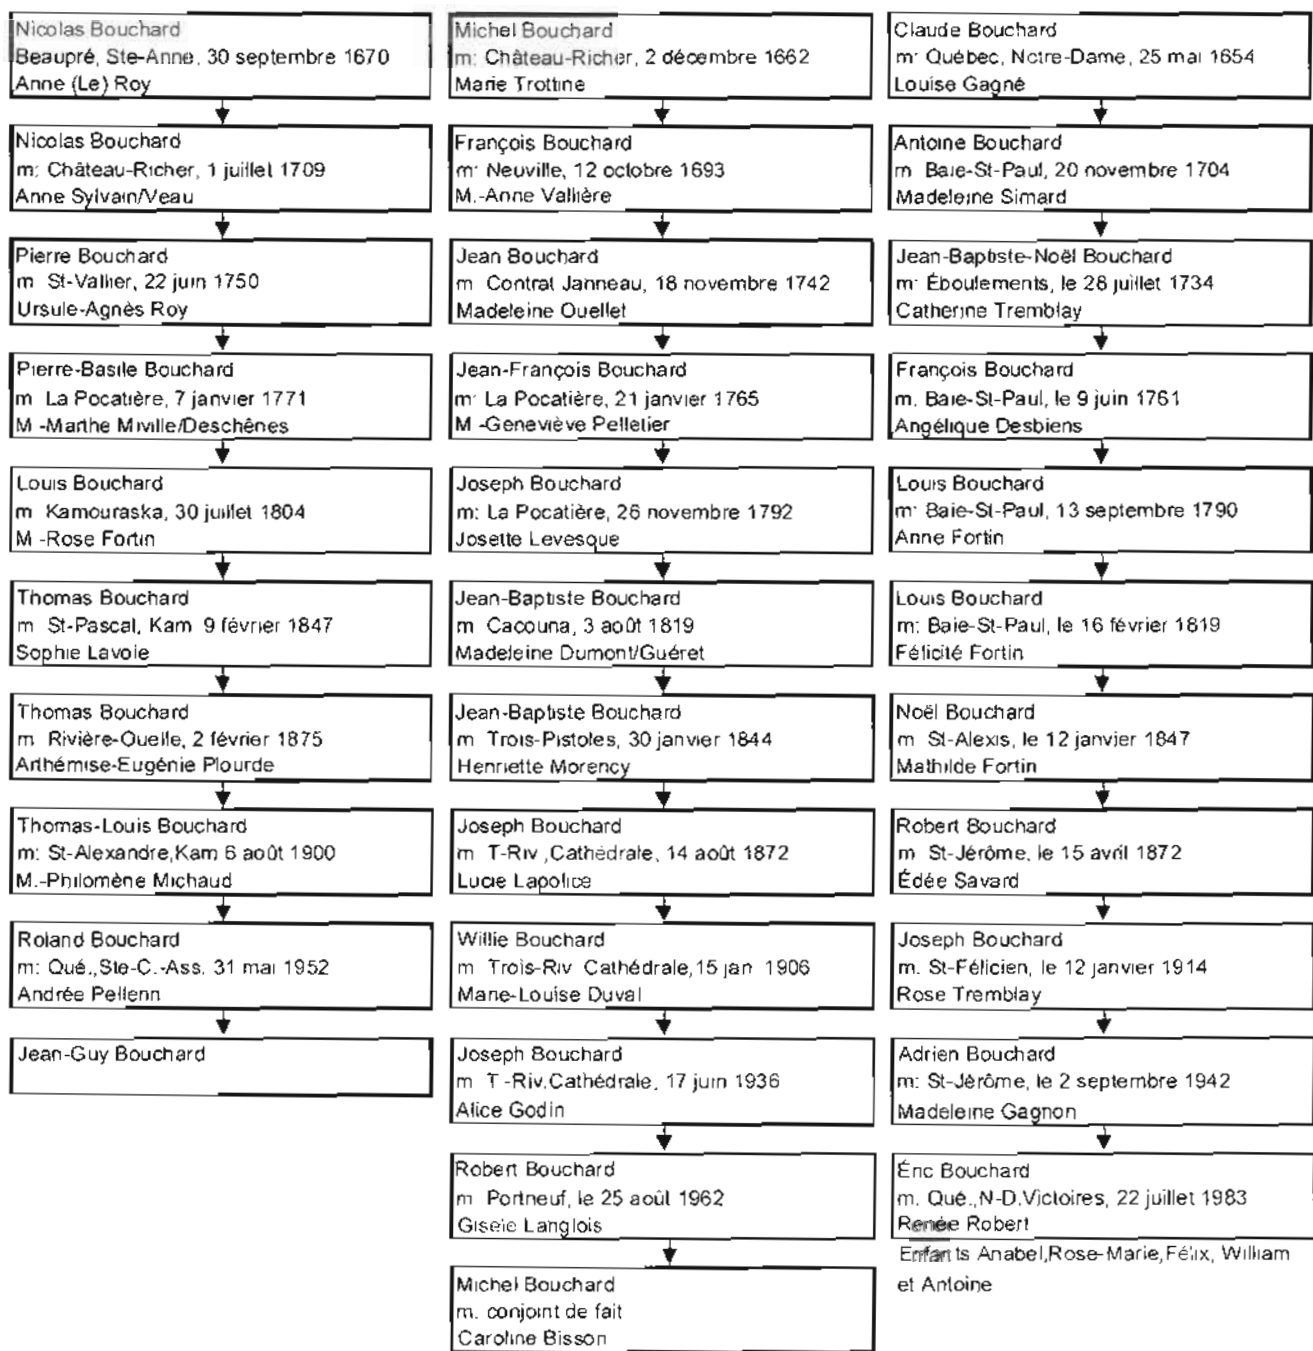 Nicolas Bouchard
Beaupré, Ste-Anne, 30 septembre 1670
Anne (Le) Roy
Nicolas Bouchard
m: Château-Richer, 1 juillet 1709
Anne Sylvain/Veau
Pierre Bouchard
m St-Vallier, 22 juin 1750
Ursule-Agnès Roy
Pierre-Basile Bouchard
m La Pocatière, 7 janvier 1771
M -Marthe Miville/Deschênes
Louis Bouchard
m Kamouraska, 30 juillet 1804
M -Rose Fortin
Thomas Bouchard
m St-Pascal, Kam 9 février 1847
Sophie Lavoie
Thomas Bouchard
m Rivière-Ouelle, 2 février 1875
Arthémise-Eugénie Plourde
Thomas-Louis Bouchard
m: St-Alexandre,Kam 6 août 1900
M.-Philomène Michaud
Roland Bouchard
m: Qué.,Ste-C.-Ass. 31 mai 1952
Andrée Pellerin
Jean-Guy Bouchard
Michel Bouchard
m: Château-Richer, 2 décembre 1662
Marie Trottine
François Bouchard
m: Neuville, 12 octobre 1693
M.-Anne Vallière
Jean Bouchard
m Contrat Janneau, 18 novembre 1742
Madeleine Ouellet
Jean-François Bouchard
m: La Pocatière, 21 janvier 1765
M -Geneviève Pelletier
Joseph Bouchard
m: La Pocatière, 26 novembre 1792
Josette Levesque
Jean-Baptiste Bouchard
m Cacouna, 3 août 1819
Madeleine Dumont/Guéret
Jean-Baptiste Bouchard
m Trois-Pistoles, 30 janvier 1844
Henriette Morency
Joseph Bouchard
m T-Riv ,Cathédrale, 14 août 1872
Lucie Lapolice
Willie Bouchard
m Trois-Riv Cathédrale,15 jan 1906
Marie-Louise Duval
Joseph Bouchard
m T -Riv.Cathédrale, 17 juin 1936
Alice Godin
Robert Bouchard
m Portneuf, le 25 août 1962
Gisele Langlois
Michel Bouchard
m. conjoint de fait
Caroline Bisson
Claude Bouchard
m: Québec, Notre-Dame, 25 mai 1654
Louise Gagné
Antoine Bouchard
m Baie-St-Paul, 20 novembre 1704
Madeleine Simard
Jean-Baptiste-Noël Bouchard
m: Éboulements, le 28 juillet 1734
Catherine Tremblay
François Bouchard
m. Baie-St-Paul, le 9 juin 1761
Angélique Desbiens
Louis Bouchard
m: Baie-St-Paul, 13 septembre 1790
Anne Fortin
Louis Bouchard
m: Baie-St-Paul, le 16 février 1819
Félicité Fortin
Noël Bouchard
m St-Alexis, le 12 janvier 1847
Mathilde Fortin
Robert Bouchard
m St-Jérôme, le 15 avril 1872
Édée Savard
Joseph Bouchard
m. St-Félicien, le 12 janvier 1914
Rose Tremblay
Adrien Bouchard
m: St-Jérôme, le 2 septembre 1942
Madeleine Gagnon
Éric Bouchard
m. Qué.,N-D.Victoires, 22 juillet 1983
Renée Robert
Enfants Anabel,Rose-Marie,Félix, William
et Antoine